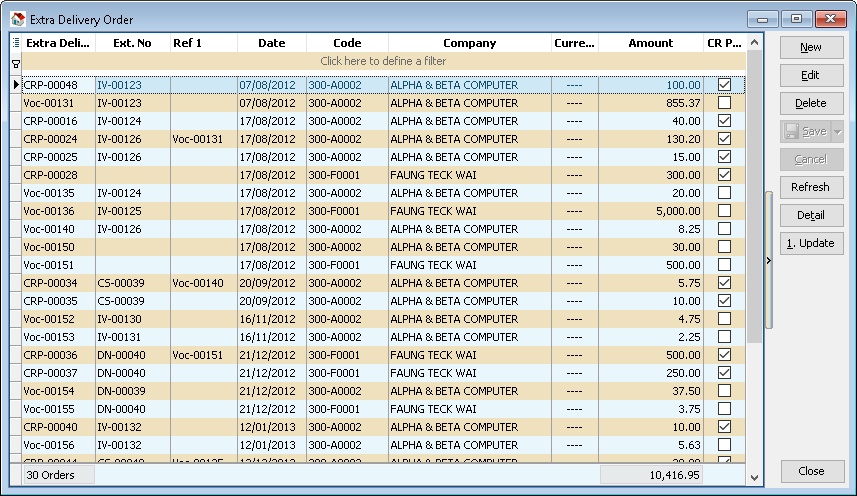 Extra Delivery Order
Extra Deli... Ext. No Ref 1 Date Code Company Curre... Amount CR P...
Click here to define a filter
CRP-00048 IV-00123 07/08/2012 300-A0002 ALPHA & BETA COMPUTER ---- 100.00
Voc-00131 IV-00123 07/08/2012 300-A0002 ALPHA & BETA COMPUTER ---- 855.37
CRP-00016 IV-00124 17/08/2012 300-A0002 ALPHA & BETA COMPUTER ---- 40.00
CRP-00024 IV-00126 Voc-00131 17/08/2012 300-A0002 ALPHA & BETA COMPUTER ---- 130.20
CRP-00025 IV-00126 17/08/2012 300-A0002 ALPHA & BETA COMPUTER ---- 15.00
CRP-00028 17/08/2012 300-F0001 FAUNG TECK WAI ---- 300.00
Voc-00135 IV-00124 17/08/2012 300-A0002 ALPHA & BETA COMPUTER ---- 20.00
Voc-00136 IV-00125 17/08/2012 300-F0001 FAUNG TECK WAI ---- 5,000.00
Voc-00140 IV-00126 17/08/2012 300-A0002 ALPHA & BETA COMPUTER ---- 8.25
Voc-00150 17/08/2012 300-A0002 ALPHA & BETA COMPUTER ---- 30.00
Voc-00151 17/08/2012 300-F0001 FAUNG TECK WAI ---- 500.00
CRP-00034 CS-00039 Voc-00140 20/09/2012 300-A0002 ALPHA & BETA COMPUTER ---- 5.75
CRP-00035 CS-00039 20/09/2012 300-A0002 ALPHA & BETA COMPUTER ---- 10.00
Voc-00152 IV-00130 16/11/2012 300-A0002 ALPHA & BETA COMPUTER ---- 4.75
Voc-00153 IV-00131 16/11/2012 300-A0002 ALPHA & BETA COMPUTER ---- 2.25
CRP-00036 DN-00040 Voc-00151 21/12/2012 300-F0001 FAUNG TECK WAI ---- 500.00
CRP-00037 DN-00040 21/12/2012 300-F0001 FAUNG TECK WAI ---- 250.00
Voc-00154 DN-00039 21/12/2012 300-A0002 ALPHA & BETA COMPUTER ---- 37.50
Voc-00155 DN-00040 21/12/2012 300-F0001 FAUNG TECK WAI ---- 3.75
CRP-00040 IV-00132 12/01/2013 300-A0002 ALPHA & BETA COMPUTER ---- 10.00
Voc-00156 IV-00132 12/01/2013 300-A0002 ALPHA & BETA COMPUTER ---- 5.63
30 Orders 10,416.95
New
Edit
Delete
Save
Cancel
Refresh
Detail
1. Update
Close